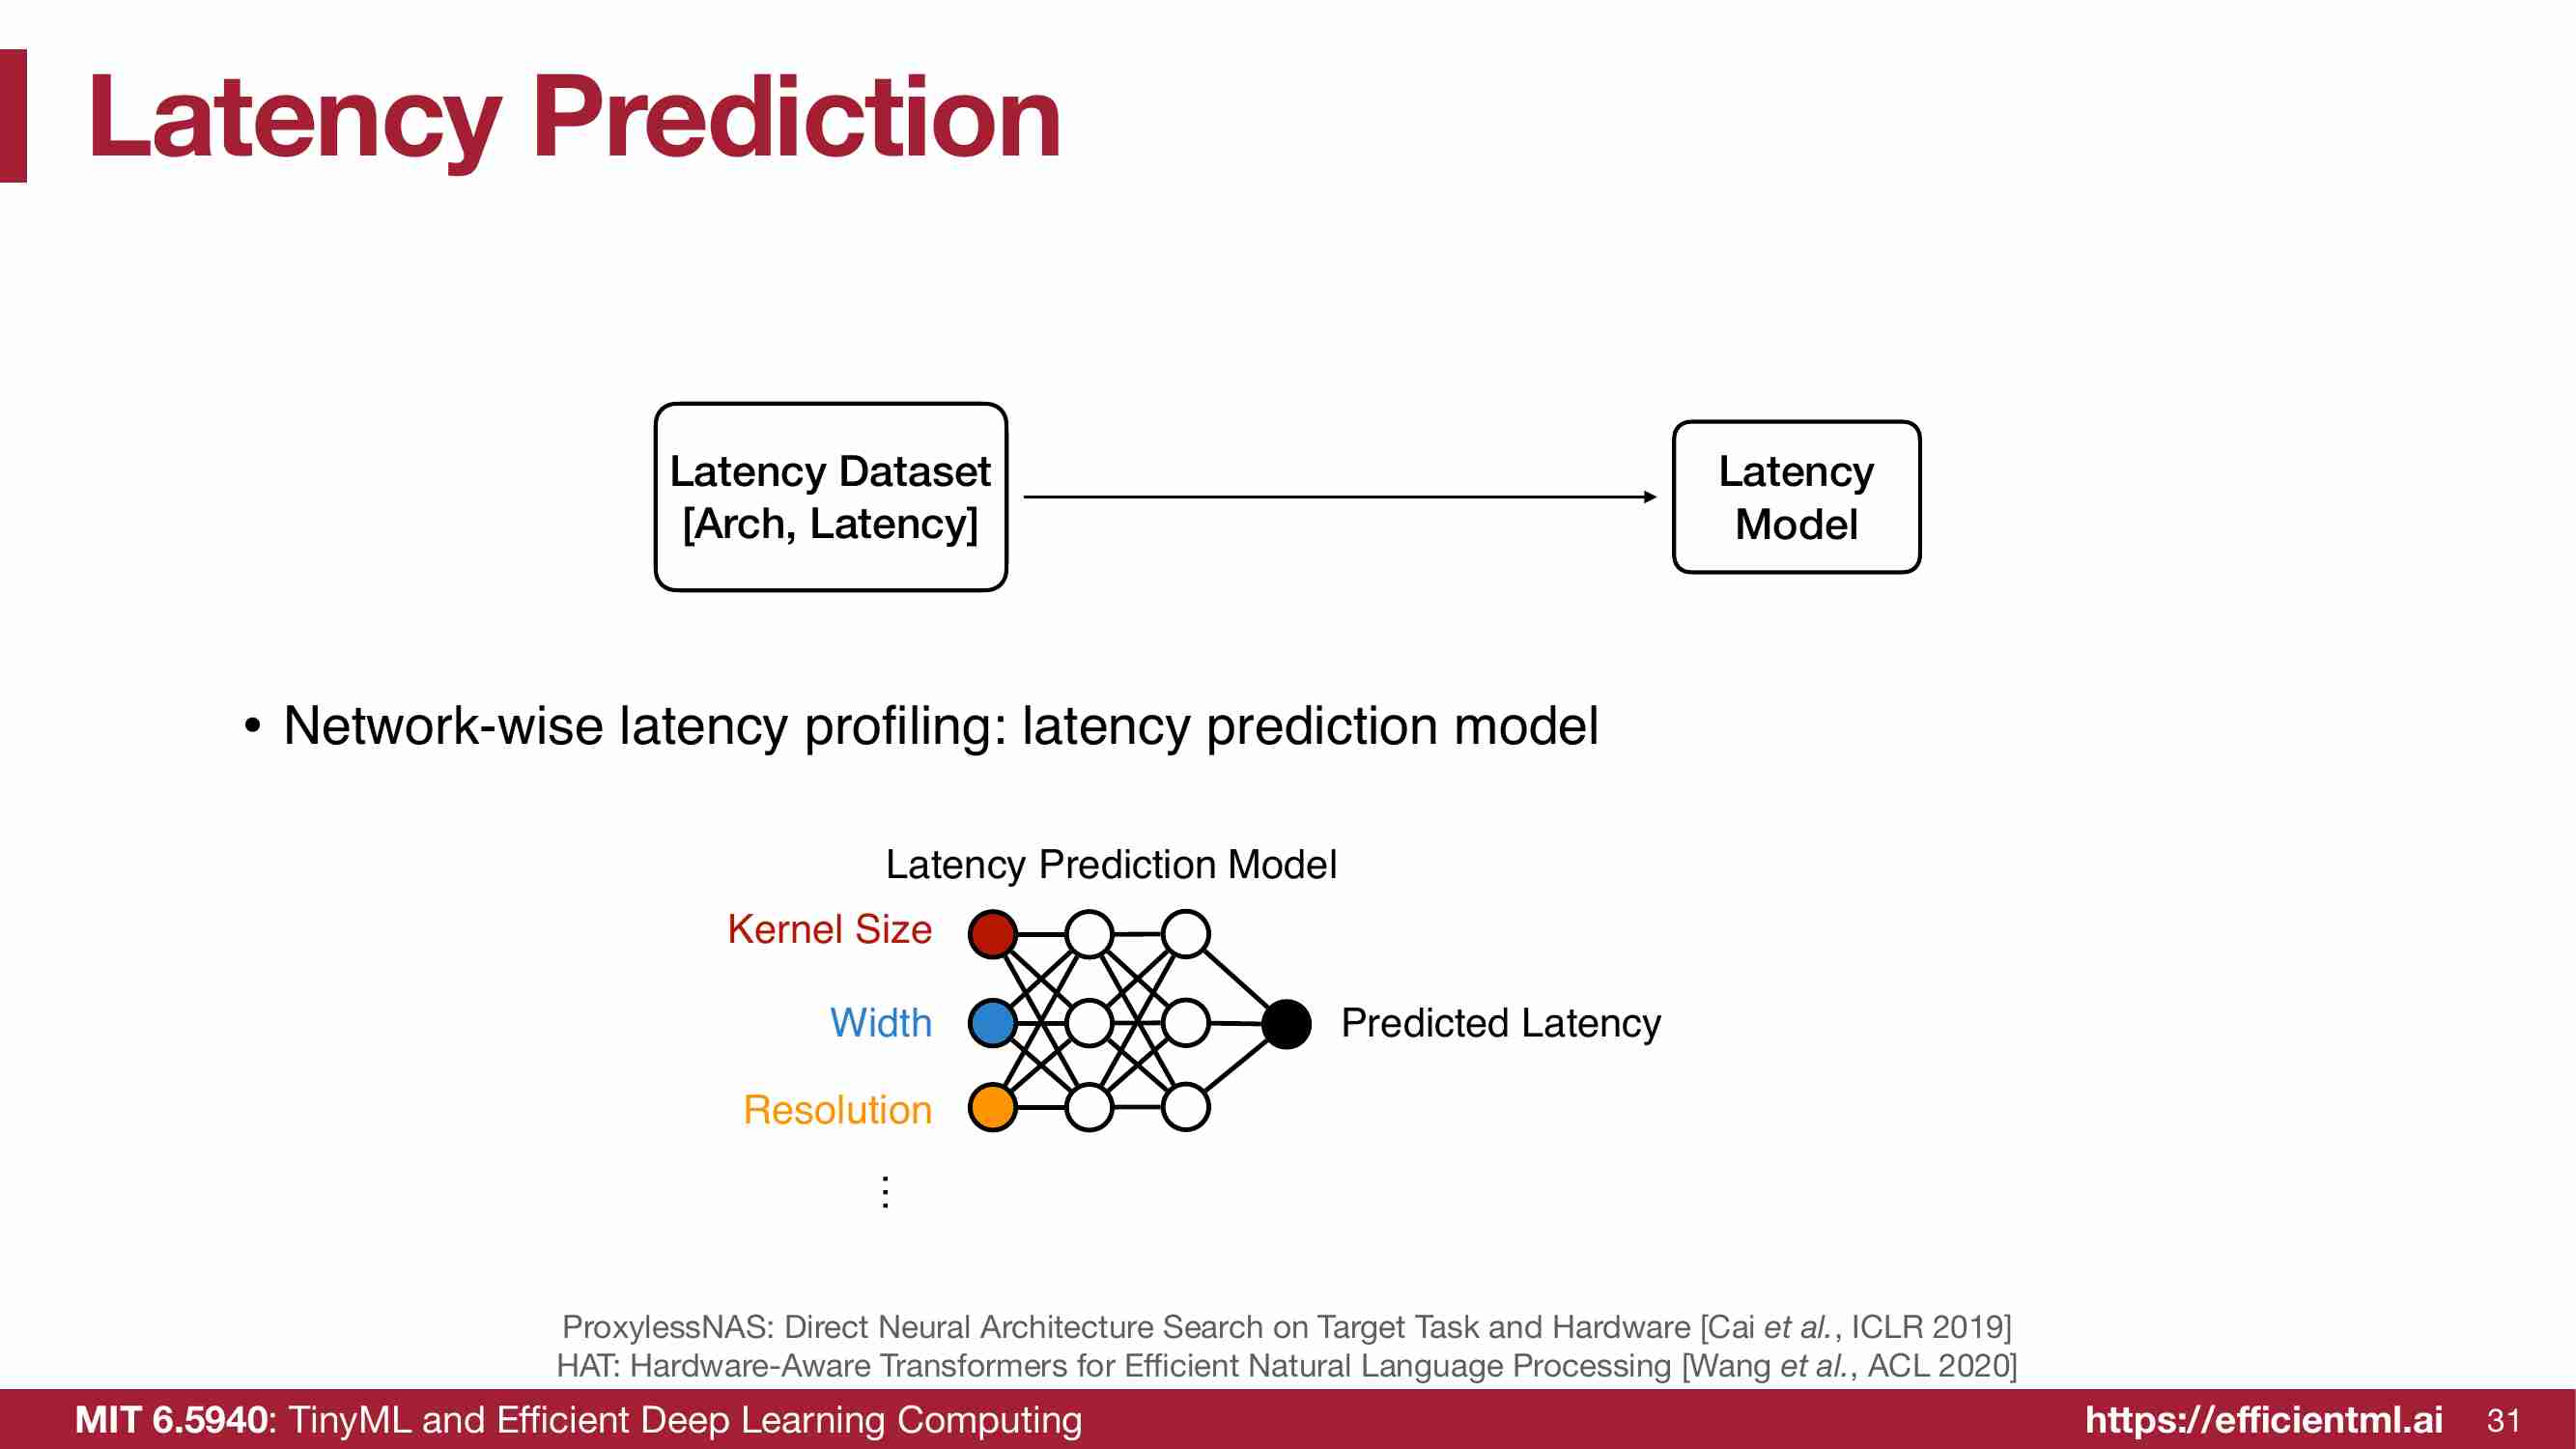 Latency Prediction
Latency Dataset
[Arch, Latency]
Latency
Model
• Network-wise latency profiling: latency prediction model
Latency Prediction Model
Kernel Size
Width
Predicted Latency
Resolution
⋮
ProxylessNAS: Direct Neural Architecture Search on Target Task and Hardware [Cai et al., ICLR 2019]
HAT: Hardware-Aware Transformers for Efficient Natural Language Processing [Wang et al., ACL 2020]
MIT 6.5940: TinyML and Efficient Deep Learning Computing
https://efficientml.ai
31